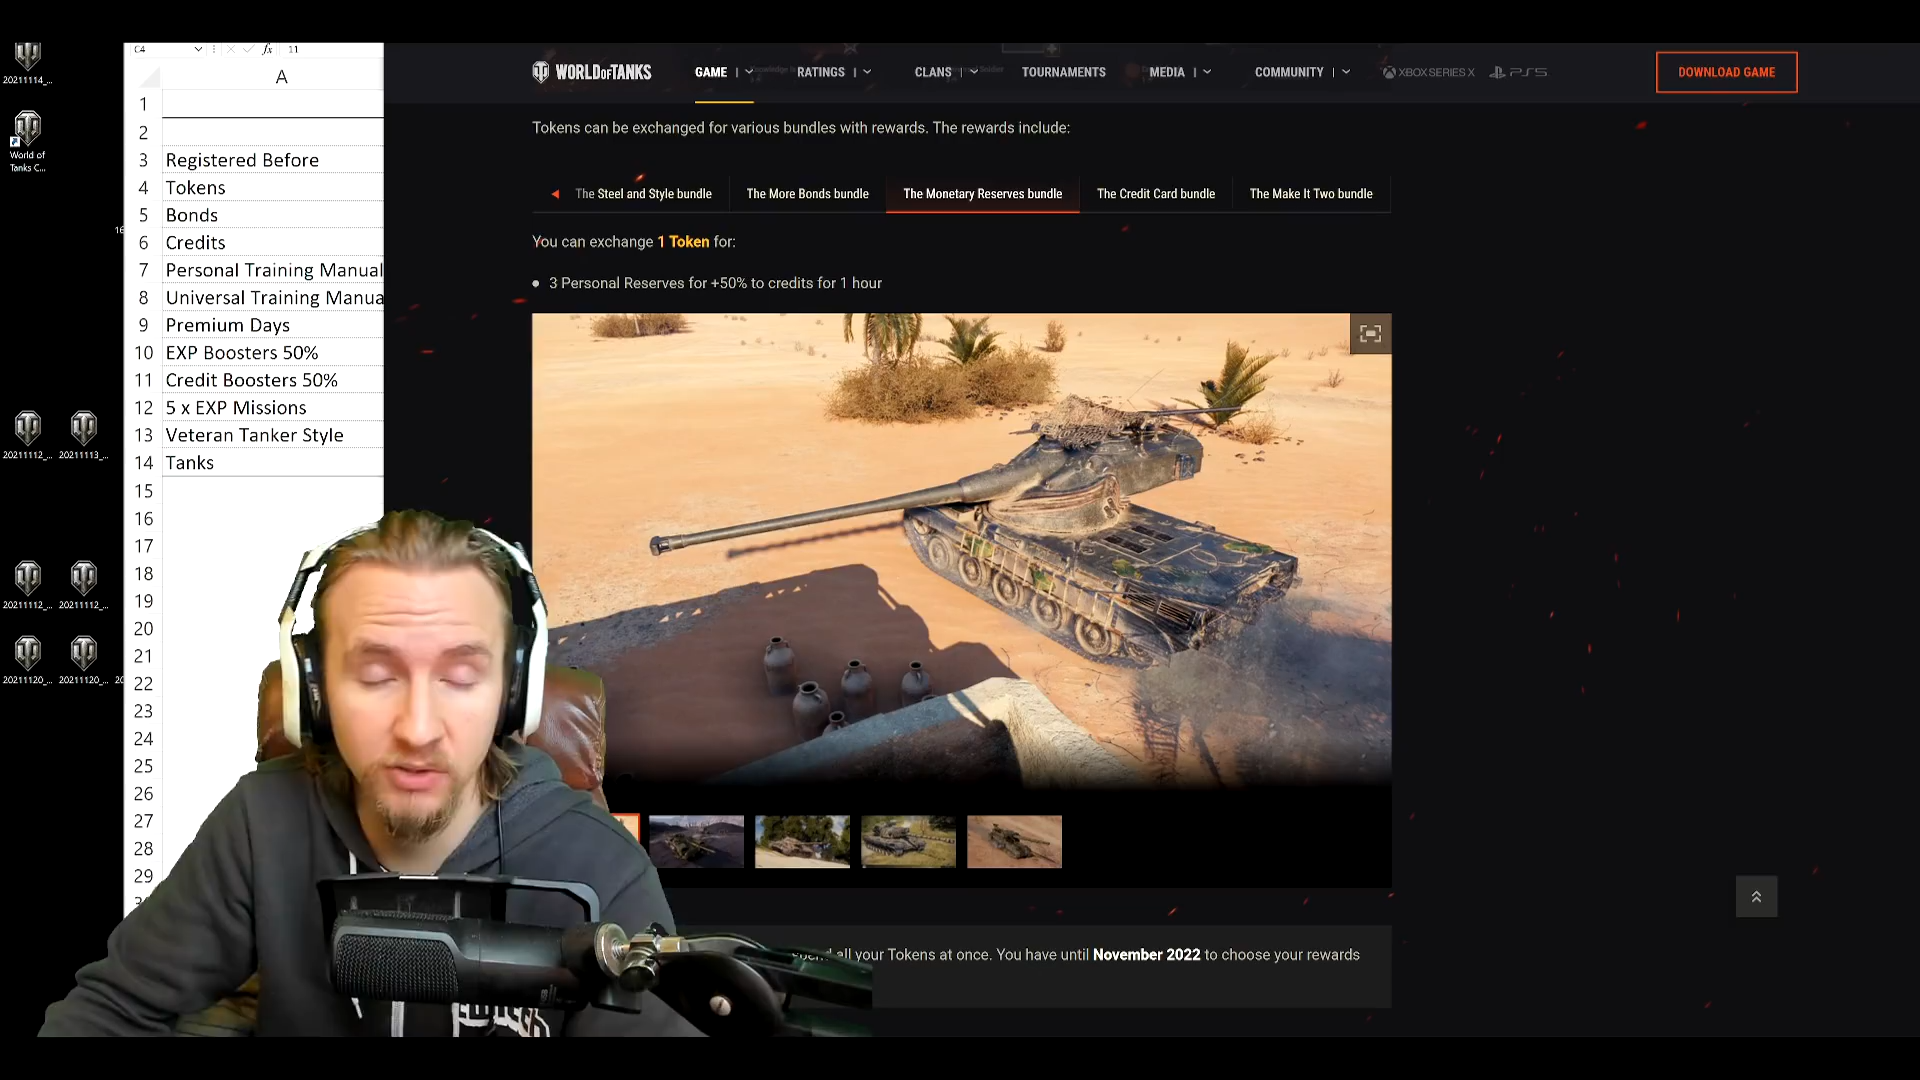 20211114_...
World of
Tanks C...
20211112_... 20211113_...
20211112_... 20211112_...
20211120_... 20211120_...
C4
fx 11
A
1
2
3 Registered Before
4 Tokens
5 Bonds
6 Credits
7 Personal Training Manual
8 Universal Training Manua
9 Premium Days
10 EXP Boosters 50%
11 Credit Boosters 50%
12 5 x EXP Missions
13 Veteran Tanker Style
14 Tanks
15
16
17
18
19
20
21
22
23
24
25
26
27
28
29
WORLD OF TANKS
GAME | RATINGS | CLANS | TOURNAMENTS MEDIA | COMMUNITY | XBOX SERIES X PS5
DOWNLOAD GAME
Tokens can be exchanged for various bundles with rewards. The rewards include:
The Steel and Style bundle The More Bonds bundle The Monetary Reserves bundle The Credit Card bundle The Make It Two bundle
You can exchange 1 Token for:
3 Personal Reserves for +50% to credits for 1 hour
spend all your Tokens at once. You have until November 2022 to choose your rewards